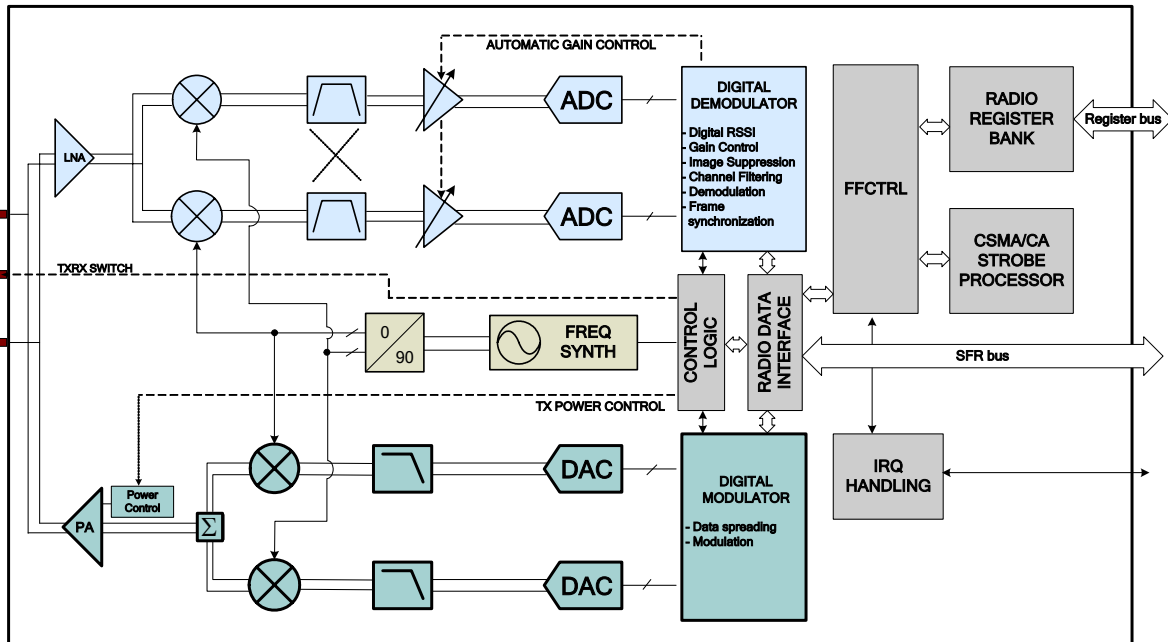 AUTOMATIC GAIN CONTROL
LNA
ADC
ADC
DIGITAL
DEMODULATOR
- Digital RSSI
- Gain Control
- Image Suppression
- Channel Filtering
- Demodulation
- Frame
synchronization
FFCTRL
RADIO
REGISTER
BANK
Register bus
CSMA/CA
STROBE
PROCESSOR
TXRX SWITCH
0
90
FREQ
SYNTH
CONTROL
LOGIC
RADIO DATA
INTERFACE
SFR bus
TX POWER CONTROL
Power
Control
PA
Σ
DAC
DAC
DIGITAL
MODULATOR
- Data spreading
- Modulation
IRQ
HANDLING